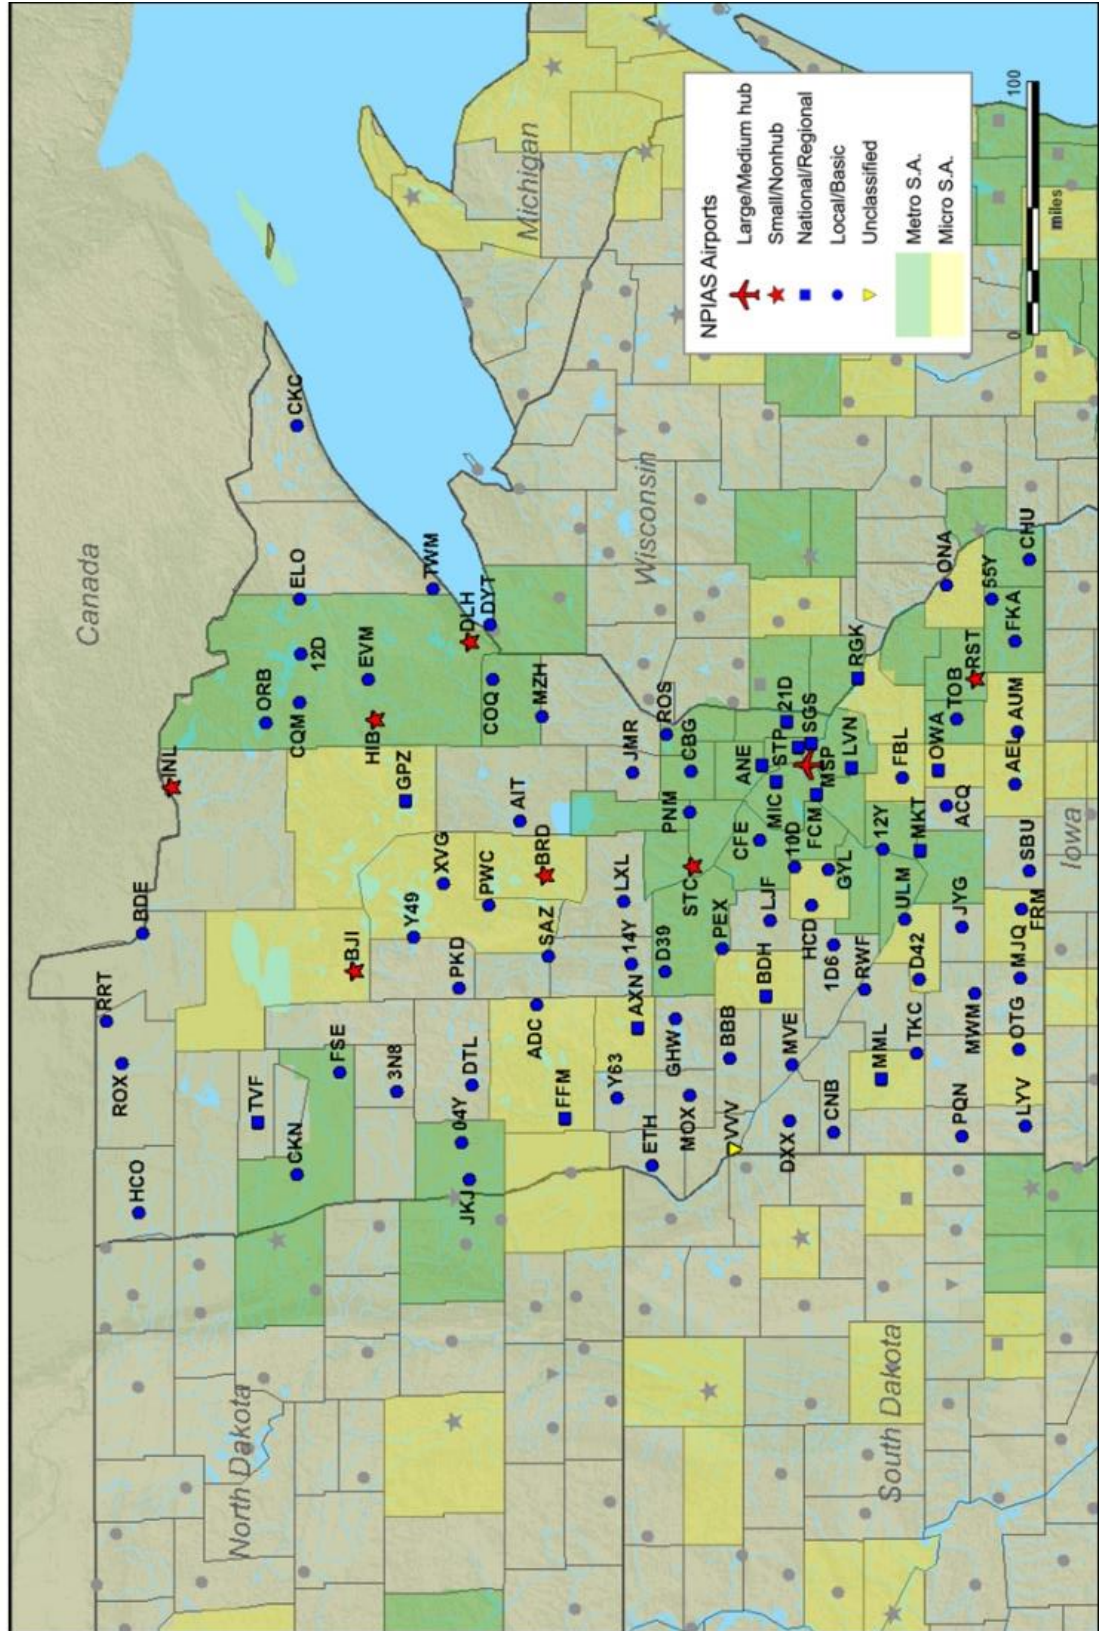 Canada
North Dakota
South Dakota
Wisconsin
Michigan
Iowa
NPIAS Airports
Large/Medium hub
Small/Nonhub
National/Regional
Local/Basic
Unclassified
Metro S.A.
Micro S.A.
0
100
miles
HCO
ROX
RRT
BDE
INL
TVF
CKN
FSE
BJI
ORB
CQM
12D
ELO
CKC
HIB
EVM
3N8
GPZ
Y49
XVG
TWM
04Y
JKJ
DTL
PKD
PWC
DLH
DYT
COQ
ADC
SAZ
BRD
AIT
MZH
FFM
Y63
AXN
14Y
LXL
JMR
ETH
MOX
GHW
D39
STC
PNM
CBG
ROS
VVV
BBB
BDH
PEX
LJF
CFE
ANE
MIC
STP
21D
SGS
DXX
MVE
HCD
10D
FCM
MSP
CNB
1D6
GYL
LVN
RGK
MML
RWF
ULM
12Y
FBL
TKC
D42
MKT
OWA
ONA
PQN
MWM
JYG
ACQ
TOB
RST
55Y
LYV
OTG
MJQ
FRM
SBU
AEL
AUM
FKA
CHU